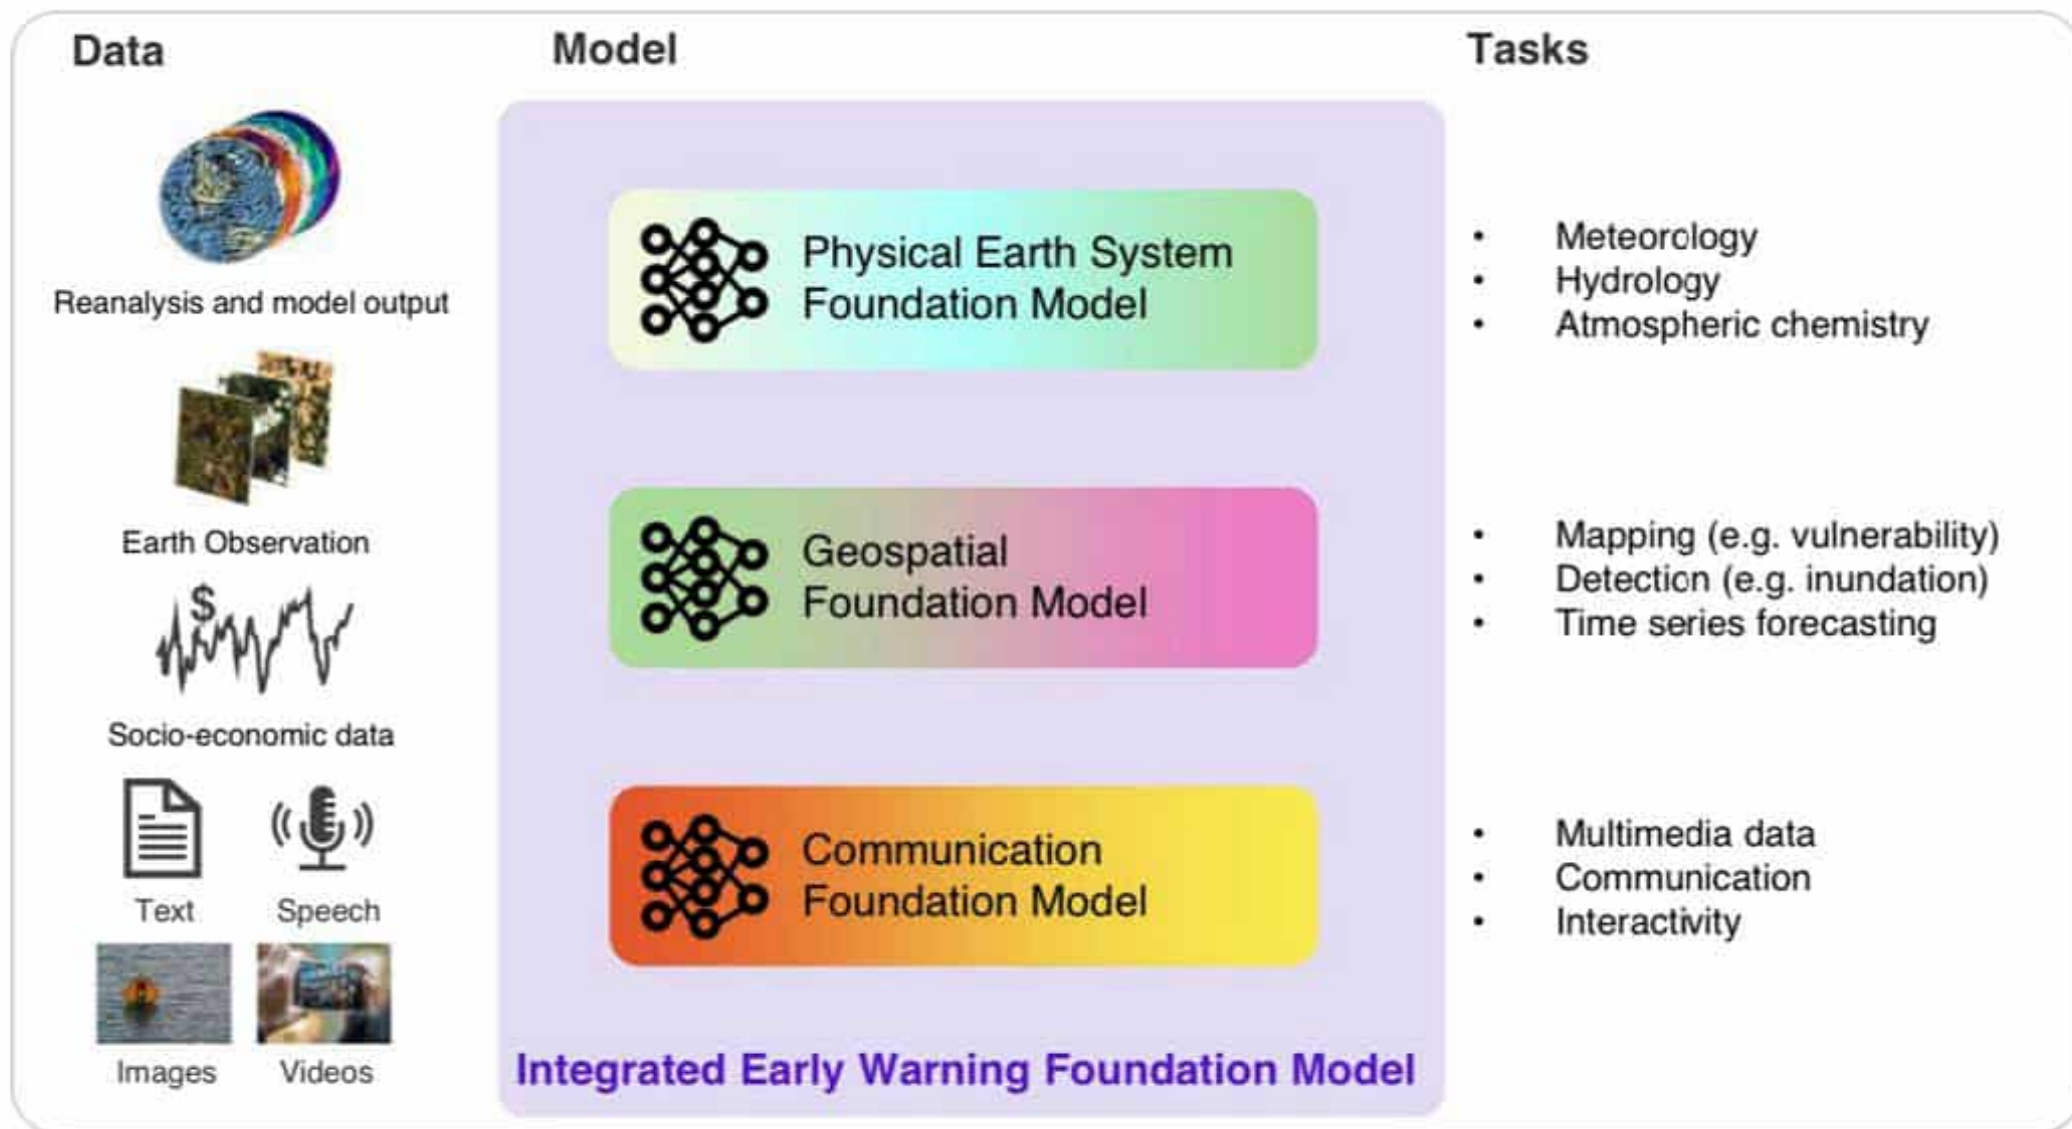 Data
Model
Tasks
Reanalysis and model output
Earth Observation
$
Socio-economic data
Text
Speech
Images
Videos
Physical Earth System
Foundation Model
Geospatial
Foundation Model
Communication
Foundation Model
Integrated Early Warning Foundation Model
• Meteorology
• Hydrology
• Atmospheric chemistry
• Mapping (e.g. vulnerability)
• Detection (e.g. inundation)
• Time series forecasting
• Multimedia data
• Communication
• Interactivity